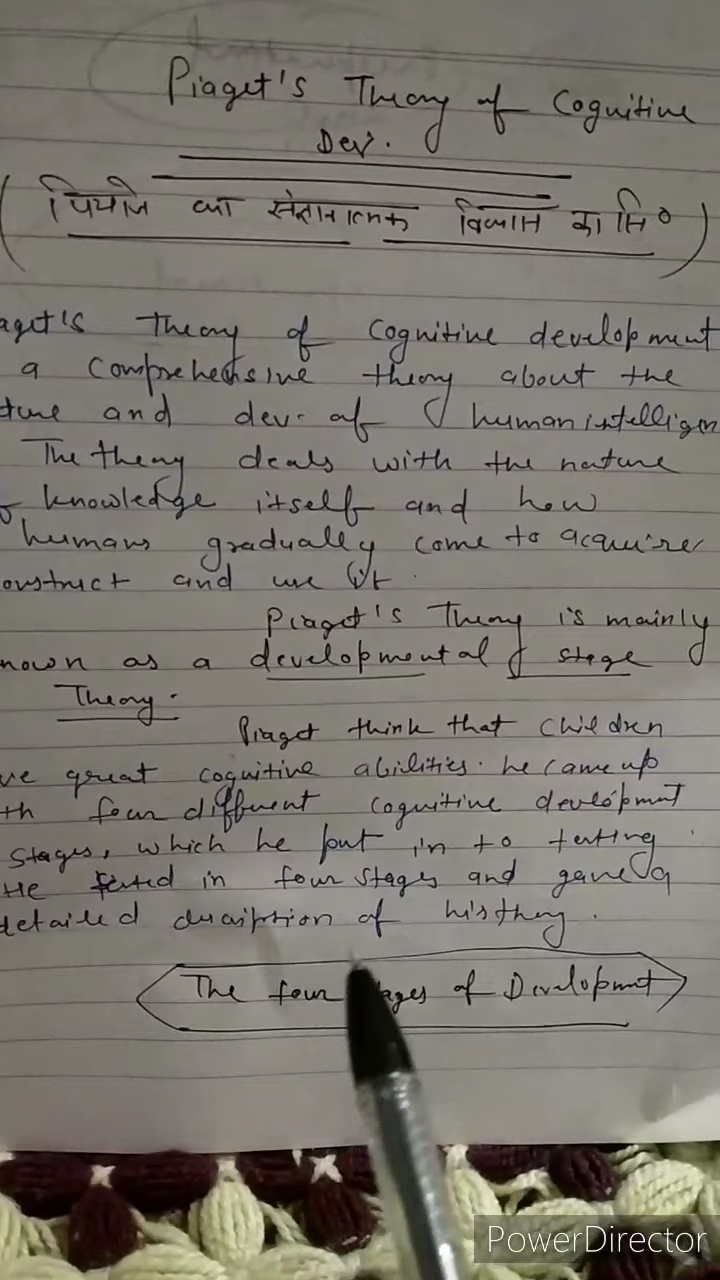 Piaget's Theory of Cognitive
Dev.
(पियाजे का संज्ञानात्मक विकास का सि०)
aget's Theory of Cognitive development
a comprehensive theory about the
ture and dev. of human intelligen
The theory deals with the nature
knowledge itself and how
humans gradually come to acquire
onstruct and use it.
Piaget's Theory is mainly
nown as a developmental stage
Theory.
Piaget think that Children
ve great cognitive abilities. he came up
th four different cognitive development
stages, which he put in to testing.
He tested in four stages and gave a
detailed description of his theory.
The four ages of Development
PowerDirector